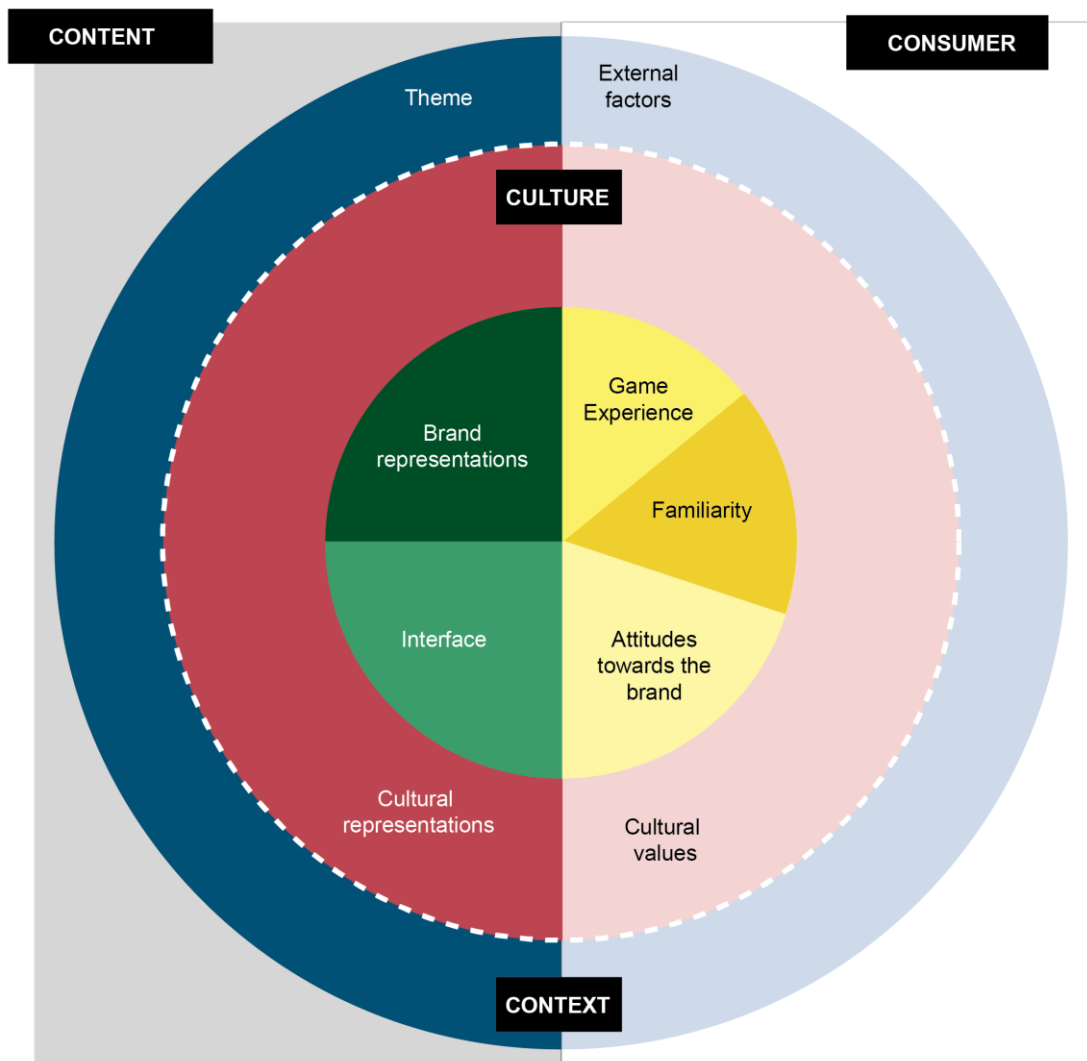 CONTENT
CONSUMER
Theme
External
factors
CULTURE
Game
Experience
Brand
representations
Familiarity
Interface
Attitudes
towards the
brand
Cultural
representations
Cultural
values
CONTEXT